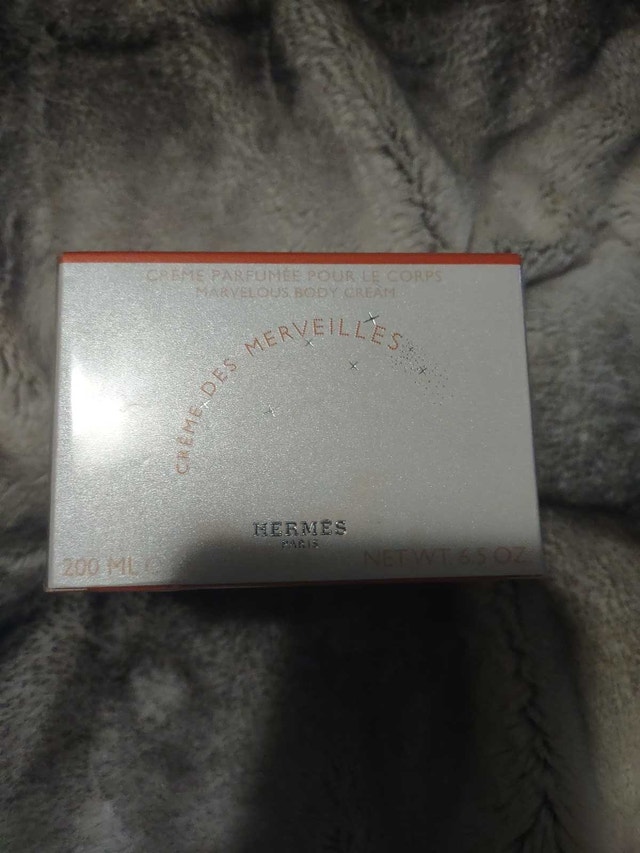 CRÈME PARFUMÉE POUR LE CORPS
MARVELOUS BODY CREAM
CRÈME DES MERVEILLES
HERMÈS
PARIS
200 ML ℮
NET WT. 6.5 OZ.